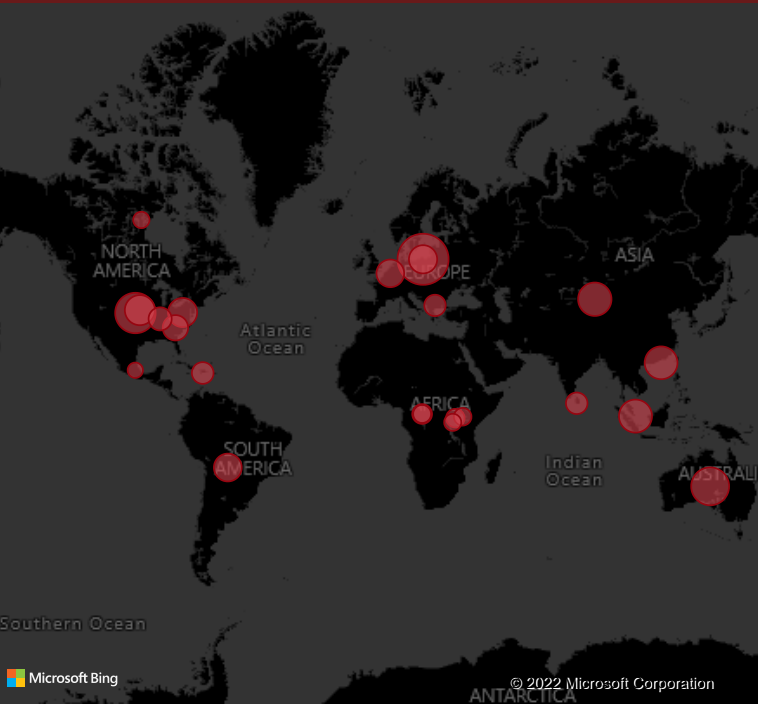 NORTH
AMERICA
ASIA
EUROPE
Atlantic
Ocean
AFRICA
SOUTH
AMERICA
Indian
Ocean
AUSTRALI
Southern Ocean
Microsoft Bing
© 2022 Microsoft Corporation
ANTARCTICA